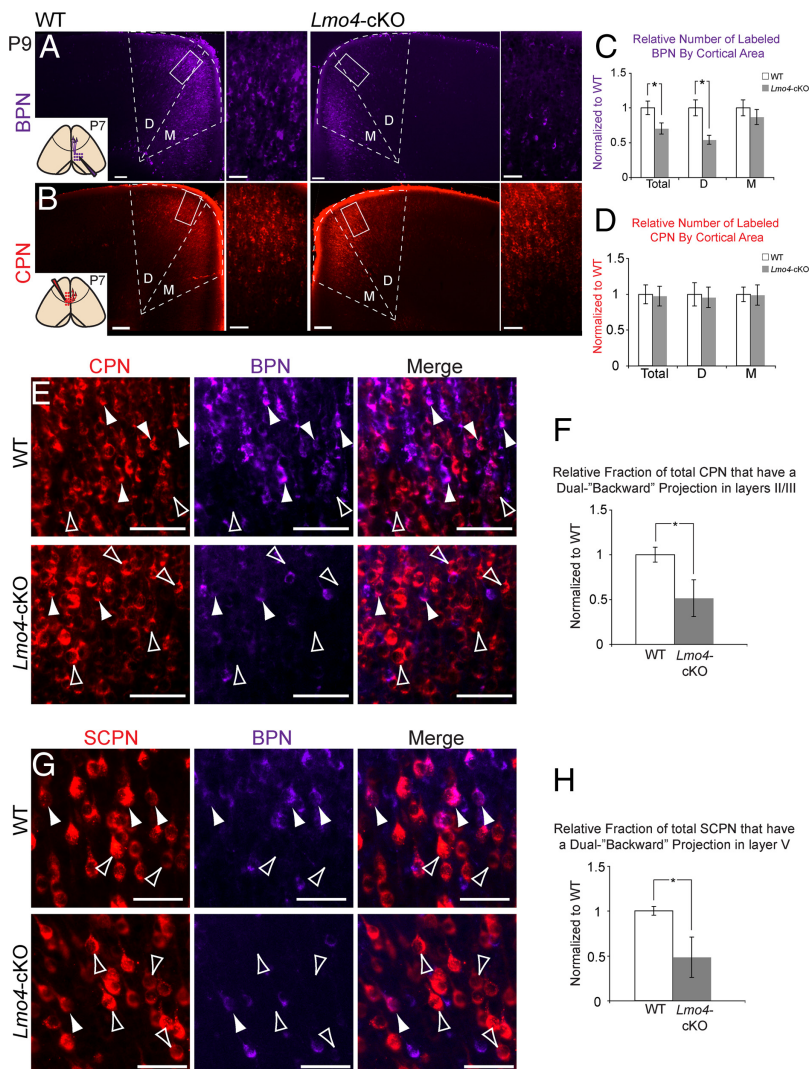 WT
Lmo4-cKO
P9
A
BPN
P7
D
M
D
M
B
CPN
P7
D
M
D
M
C
Relative Number of Labeled
BPN By Cortical Area
WT
Lmo4-cKO
Normalized to WT
1.5
1
0.5
0
*
*
Total
D
M
D
Relative Number of Labeled
CPN By Cortical Area
WT
Lmo4-cKO
Normalized to WT
1.5
1
0.5
0
Total
D
M
CPN
BPN
Merge
E
WT
Lmo4-cKO
F
Relative Fraction of total CPN that have
a Dual-"Backward" Projection in layers II/III
Normalized to WT
1.5
1
0.5
0
*
WT
Lmo4-
cKO
SCPN
BPN
Merge
G
WT
Lmo4-cKO
H
Relative Fraction of total SCPN that have
a Dual-"Backward" Projection in layer V
Normalized to WT
1.5
1
0.5
0
*
WT
Lmo4-
cKO